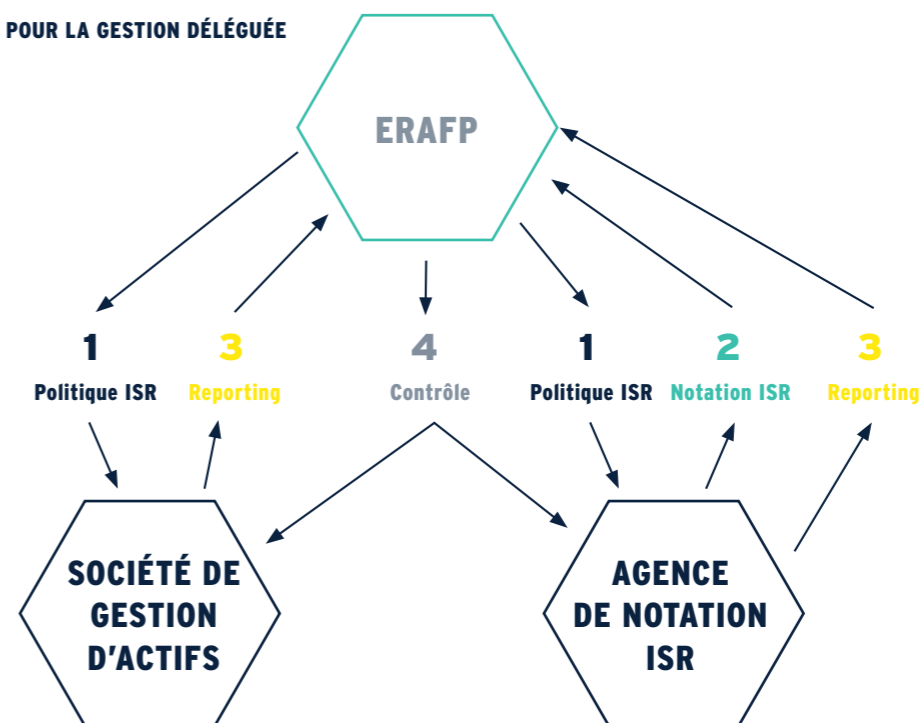 POUR LA GESTION DÉLÉGUÉE
ERAFP
1 3 4 1 2 3
Politique ISR Reporting Contrôle Politique ISR Notation ISR Reporting
SOCIÉTÉ DE
GESTION
D'ACTIFS
AGENCE
DE NOTATION
ISR